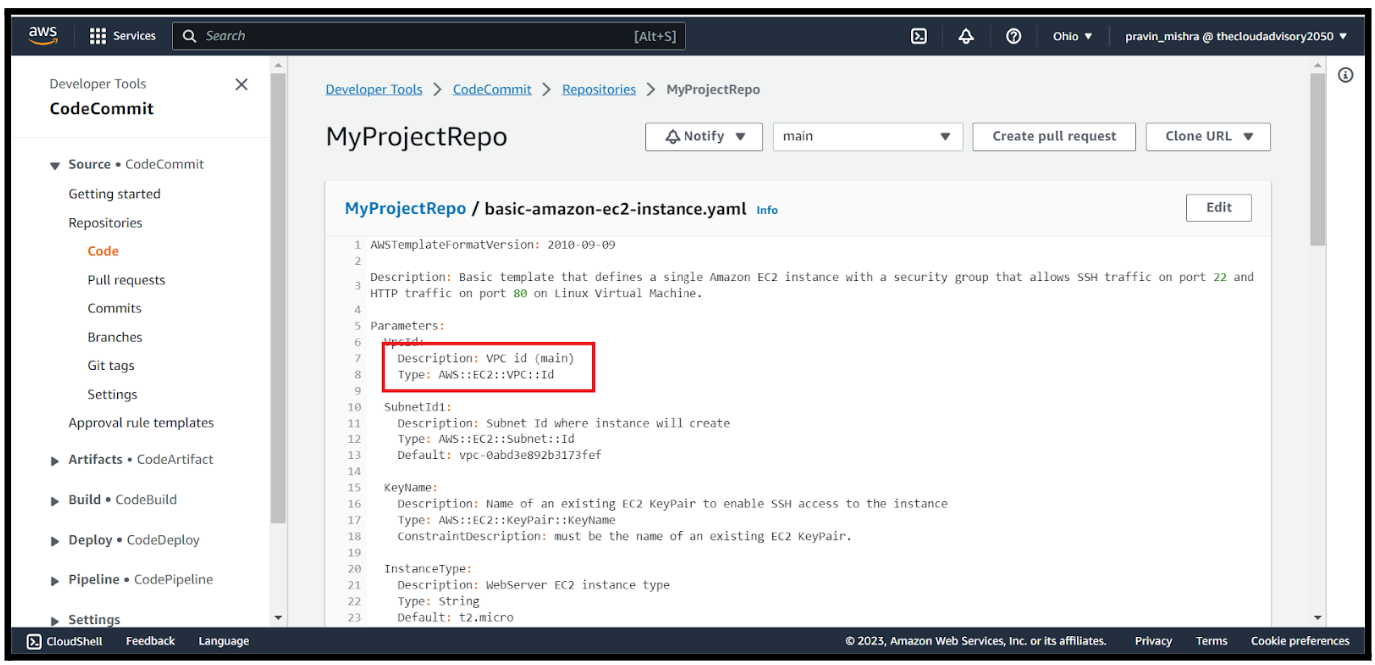 aws
Services
Search
[Alt+S]
Ohio ▼
pravin_mishra @ thecloudadvisory2050 ▼
Developer Tools
CodeCommit
Source • CodeCommit
Getting started
Repositories
Code
Pull requests
Commits
Branches
Git tags
Settings
Approval rule templates
Artifacts • CodeArtifact
Build • CodeBuild
Deploy • CodeDeploy
Pipeline • CodePipeline
Settings
Developer Tools > CodeCommit > Repositories > MyProjectRepo
MyProjectRepo
Notify ▼
main ▼
Create pull request
Clone URL ▼
MyProjectRepo / basic-amazon-ec2-instance.yaml Info
Edit
1 AWSTemplateFormatVersion: 2010-09-09
2
Description: Basic template that defines a single Amazon EC2 instance with a security group that allows SSH traffic on port 22 and
3 HTTP traffic on port 80 on Linux Virtual Machine.
4
5 Parameters:
6 VpcId:
7 Description: VPC id (main)
8 Type: AWS::EC2::VPC::Id
9
10 SubnetId1:
11 Description: Subnet Id where instance will create
12 Type: AWS::EC2::Subnet::Id
13 Default: vpc-0abd3e892b3173fef
14
15 KeyName:
16 Description: Name of an existing EC2 KeyPair to enable SSH access to the instance
17 Type: AWS::EC2::KeyPair::KeyName
18 ConstraintDescription: must be the name of an existing EC2 KeyPair.
19
20 InstanceType:
21 Description: WebServer EC2 instance type
22 Type: String
23 Default: t2.micro
CloudShell
Feedback
Language
© 2023, Amazon Web Services, Inc. or its affiliates.
Privacy
Terms
Cookie preferences